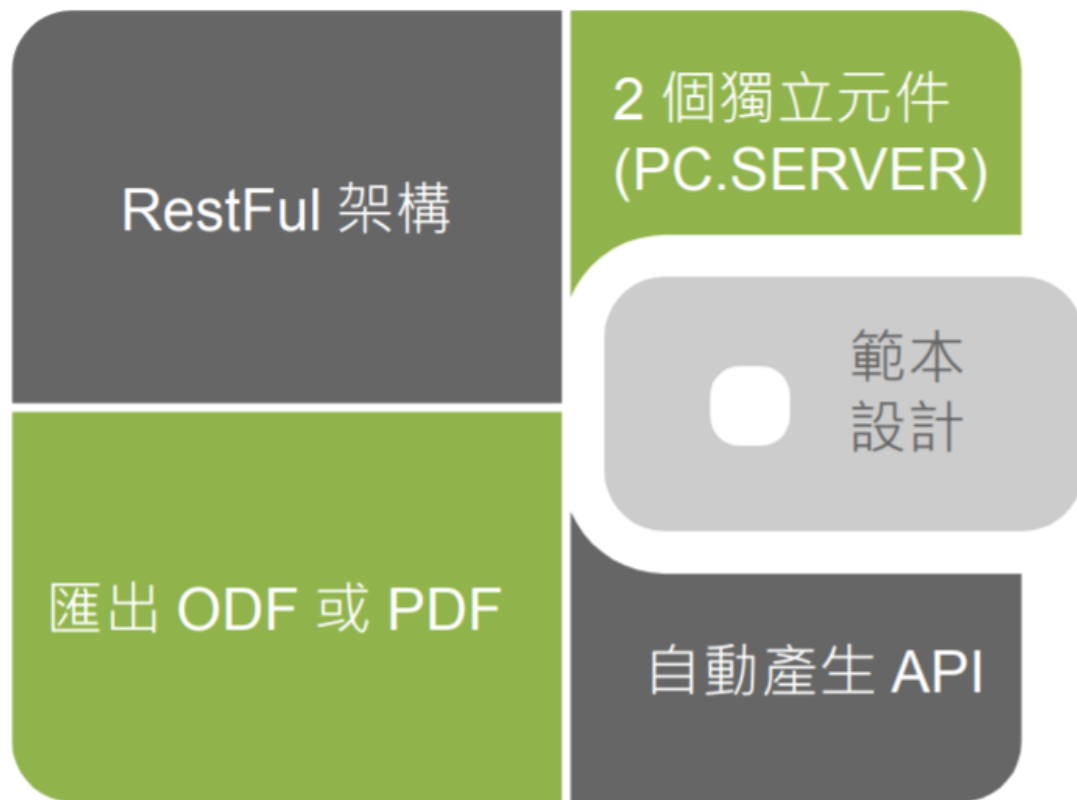 RestFul 架構
2 個獨立元件
(PC.SERVER)
範本
設計
匯出 ODF 或 PDF
自動產生 API